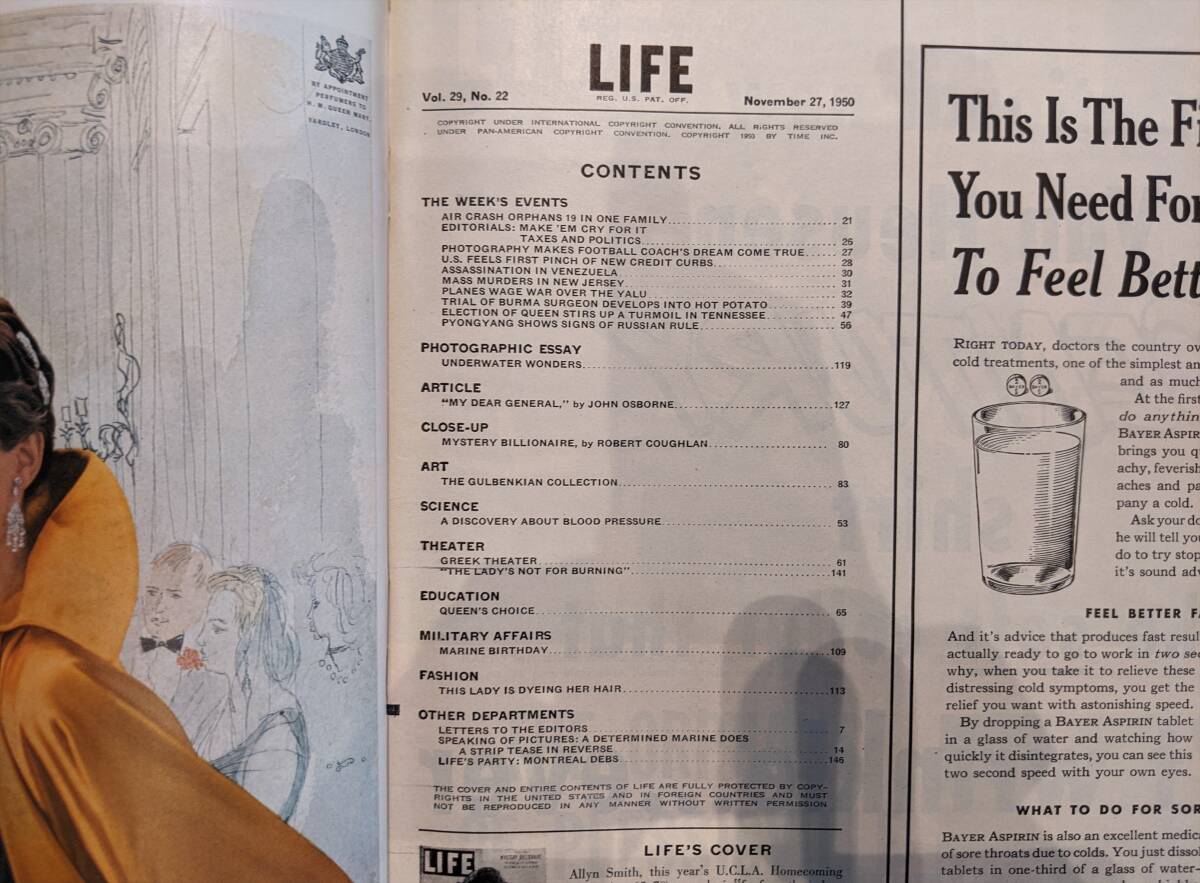 BY APPOINTMENT
PERFUMERS TO
H. M. QUEEN MARY,
YARDLEY, LONDON
LIFE
REG. U.S. PAT. OFF.
Vol. 29, No. 22
November 27, 1950
COPYRIGHT UNDER INTERNATIONAL COPYRIGHT CONVENTION. ALL RIGHTS RESERVED
UNDER PAN-AMERICAN COPYRIGHT CONVENTION. COPYRIGHT 1950 BY TIME INC.
CONTENTS
THE WEEK'S EVENTS
AIR CRASH ORPHANS 19 IN ONE FAMILY 21
EDITORIALS: MAKE 'EM CRY FOR IT
TAXES AND POLITICS 26
PHOTOGRAPHY MAKES FOOTBALL COACH'S DREAM COME TRUE 27
U.S. FEELS FIRST PINCH OF NEW CREDIT CURBS 28
ASSASSINATION IN VENEZUELA 30
MASS MURDERS IN NEW JERSEY 31
PLANES WAGE WAR OVER THE YALU 32
TRIAL OF BURMA SURGEON DEVELOPS INTO HOT POTATO 39
ELECTION OF QUEEN STIRS UP A TURMOIL IN TENNESSEE 47
PYONGYANG SHOWS SIGNS OF RUSSIAN RULE 56
PHOTOGRAPHIC ESSAY
UNDERWATER WONDERS 119
ARTICLE
"MY DEAR GENERAL," by JOHN OSBORNE 127
CLOSE-UP
MYSTERY BILLIONAIRE, by ROBERT COUGHLAN 80
ART
THE GULBENKIAN COLLECTION 83
SCIENCE
A DISCOVERY ABOUT BLOOD PRESSURE 53
THEATER
GREEK THEATER 61
"THE LADY'S NOT FOR BURNING" 141
EDUCATION
QUEEN'S CHOICE 65
MILITARY AFFAIRS
MARINE BIRTHDAY 109
FASHION
THIS LADY IS DYEING HER HAIR 113
OTHER DEPARTMENTS
LETTERS TO THE EDITORS 7
SPEAKING OF PICTURES: A DETERMINED MARINE DOES
A STRIP TEASE IN REVERSE 14
LIFE'S PARTY: MONTREAL DEBS 146
THE COVER AND ENTIRE CONTENTS OF LIFE ARE FULLY PROTECTED BY COPY-
RIGHTS IN THE UNITED STATES AND IN FOREIGN COUNTRIES AND MUST
NOT BE REPRODUCED IN ANY MANNER WITHOUT WRITTEN PERMISSION
LIFE
LIFE'S COVER
Allyn Smith, this year's U.C.L.A. Homecoming
This Is The Fi
You Need For
To Feel Bett
RIGHT TODAY, doctors the country ov
cold treatments, one of the simplest an
and as much
At the first
do anythin
BAYER ASPIR
brings you q
achy, feverish
aches and pa
pany a cold.
Ask your do
he will tell you
do to try stop
it's sound adv
FEEL BETTER FA
And it's advice that produces fast resul
actually ready to go to work in two sec
why, when you take it to relieve these
distressing cold symptoms, you get the
relief you want with astonishing speed.
By dropping a BAYER ASPIRIN tablet
in a glass of water and watching how
quickly it disintegrates, you can see this
two second speed with your own eyes.
WHAT TO DO FOR SOR
BAYER ASPIRIN is also an excellent medica
of sore throats due to colds. You just dissol
tablets in one-third of a glass of water